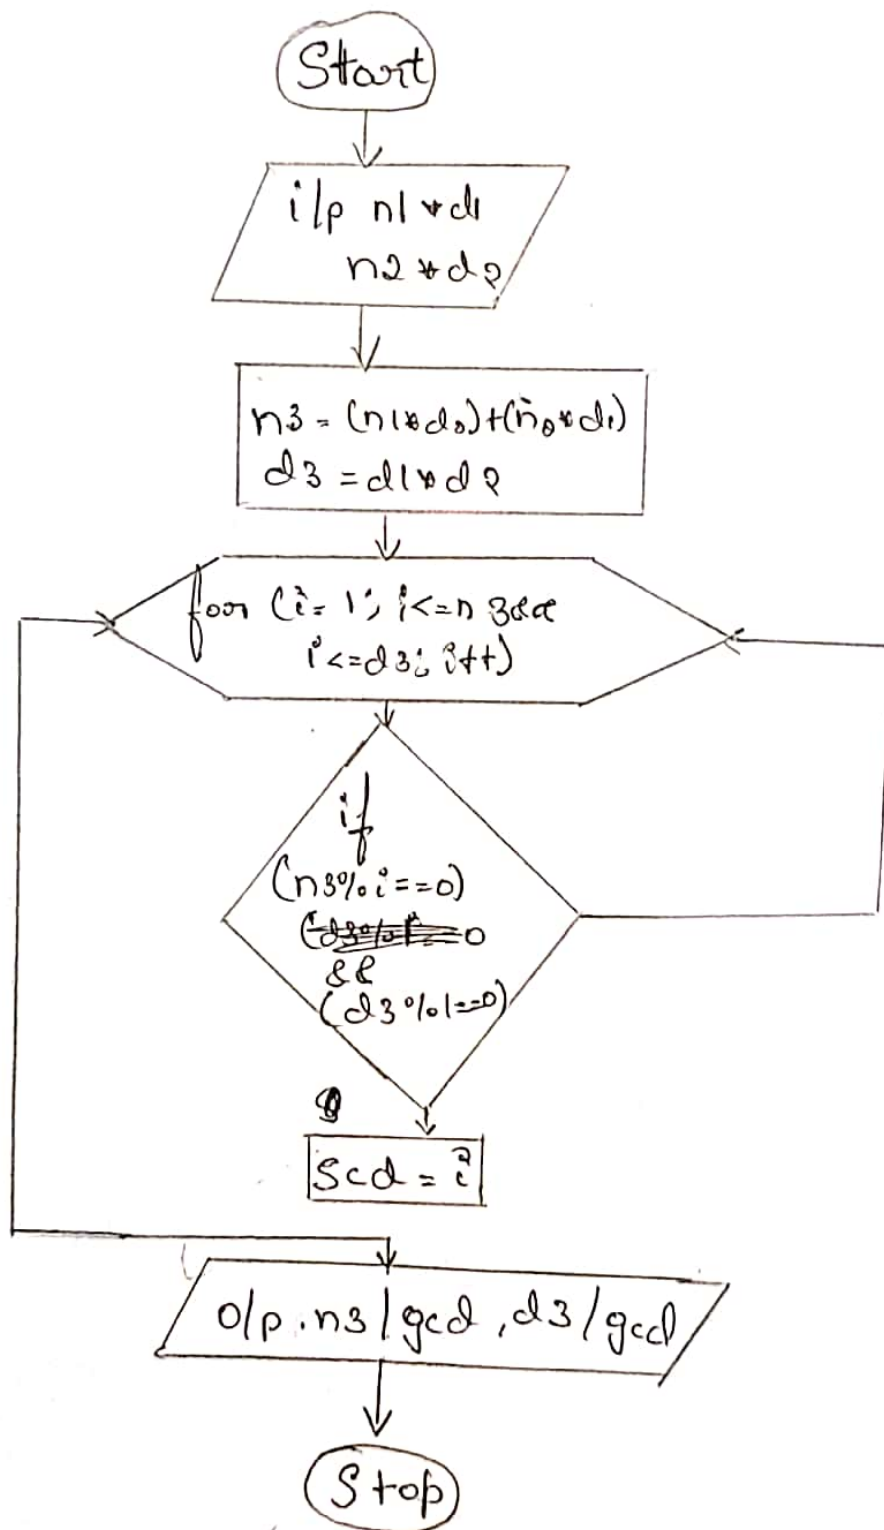 Start
i/p n1 * d1
n2 * d2
n3 = (n1*d2)+(n2*d1)
d3 = d1*d2
for (i=1; i<=n3&&
i<=d3; i++)
if
(n3%i==0)
&&
(d3%i==0)
Scd = i
o/p. n3/gcd, d3/gcd
Stop